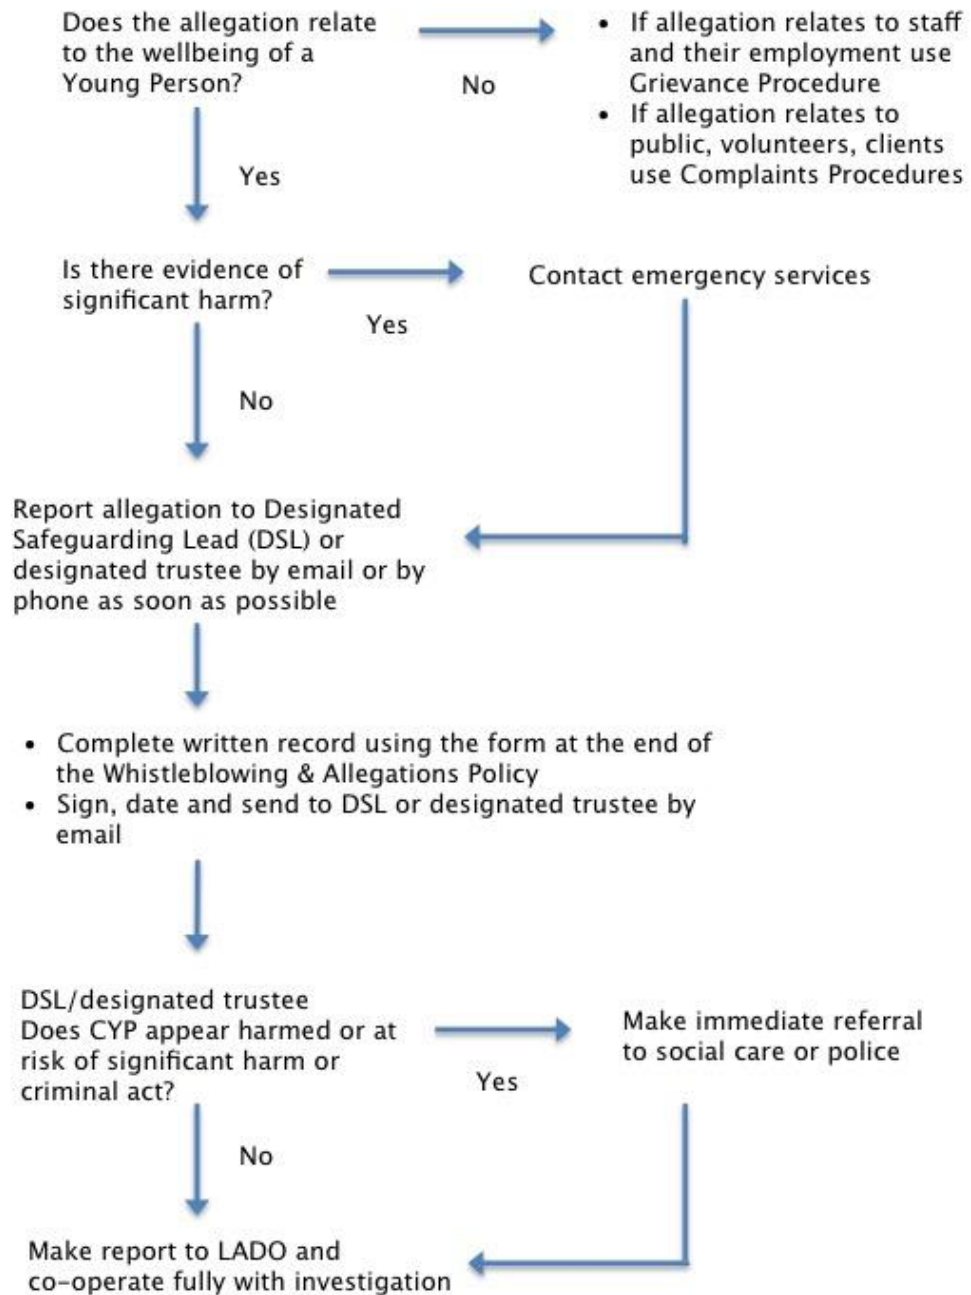 Does the allegation relate
to the wellbeing of a
Young Person?
No
• If allegation relates to staff
and their employment use
Grievance Procedure
• If allegation relates to
public, volunteers, clients
use Complaints Procedures
Yes
Is there evidence of
significant harm?
Yes
Contact emergency services
No
Report allegation to Designated
Safeguarding Lead (DSL) or
designated trustee by email or by
phone as soon as possible
• Complete written record using the form at the end of
the Whistleblowing & Allegations Policy
• Sign, date and send to DSL or designated trustee by
email
DSL/designated trustee
Does CYP appear harmed or at
risk of significant harm or
criminal act?
Yes
Make immediate referral
to social care or police
No
Make report to LADO and
co-operate fully with investigation